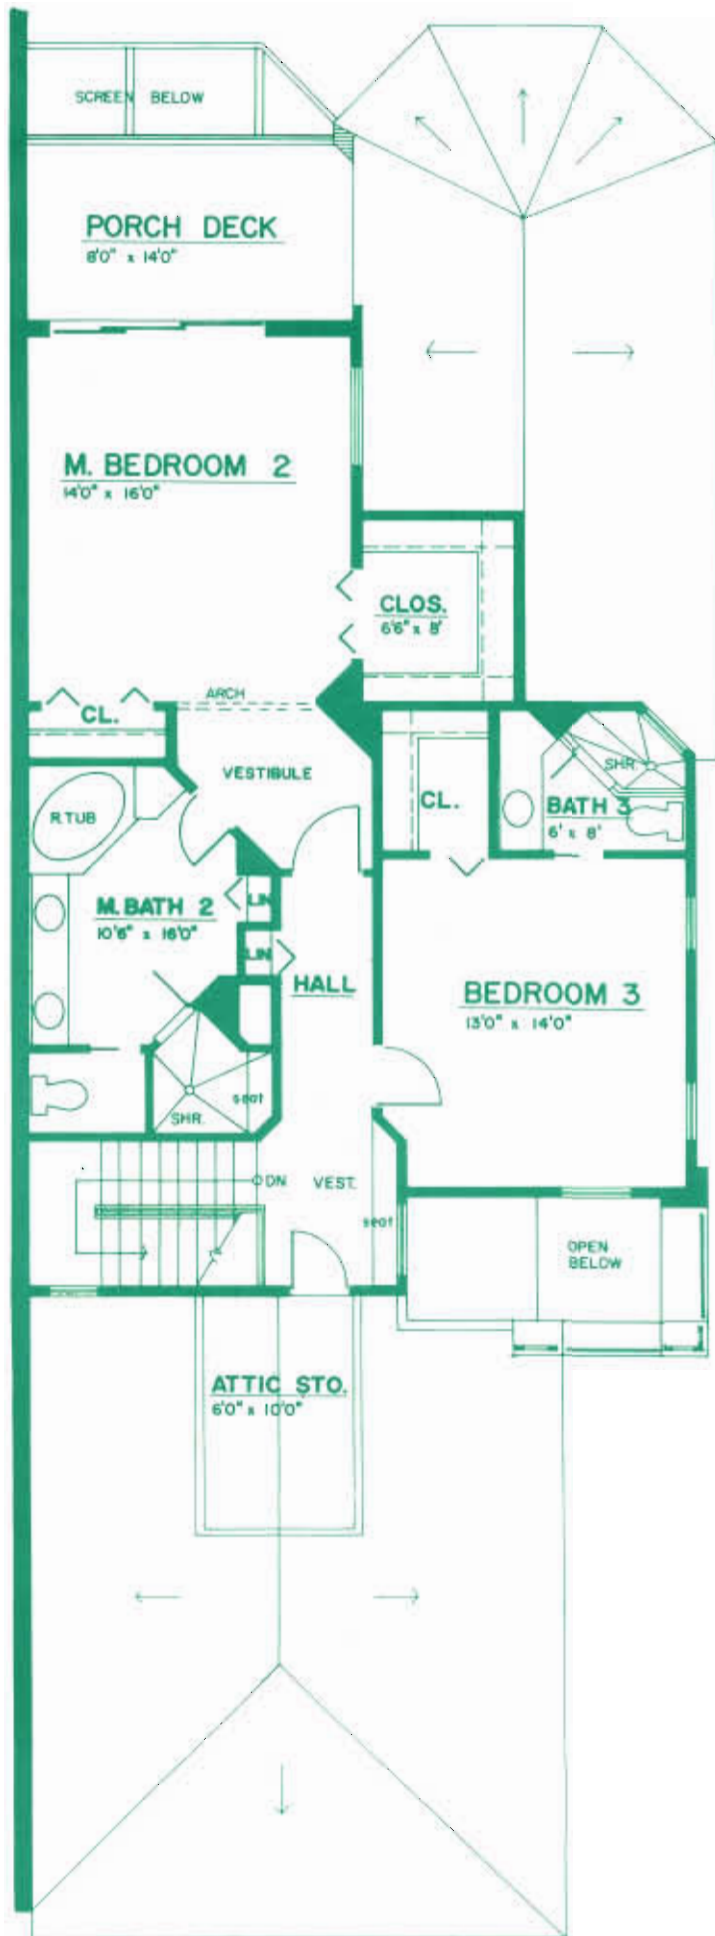 SCREEN BELOW
PORCH DECK
8'0" x 14'0"
M. BEDROOM 2
14'0" x 16'0"
CLOS.
6'6" x 8'
ARCH
CL.
VESTIBULE
SHR.
R.TUB
CL.
BATH 3
6' x 8'
LIN
M. BATH 2
10'6" x 16'0"
LIN
HALL
BEDROOM 3
13'0" x 14'0"
seat
SHR.
DN
VEST.
seat
OPEN
BELOW
ATTIC STO.
6'0" x 10'0"